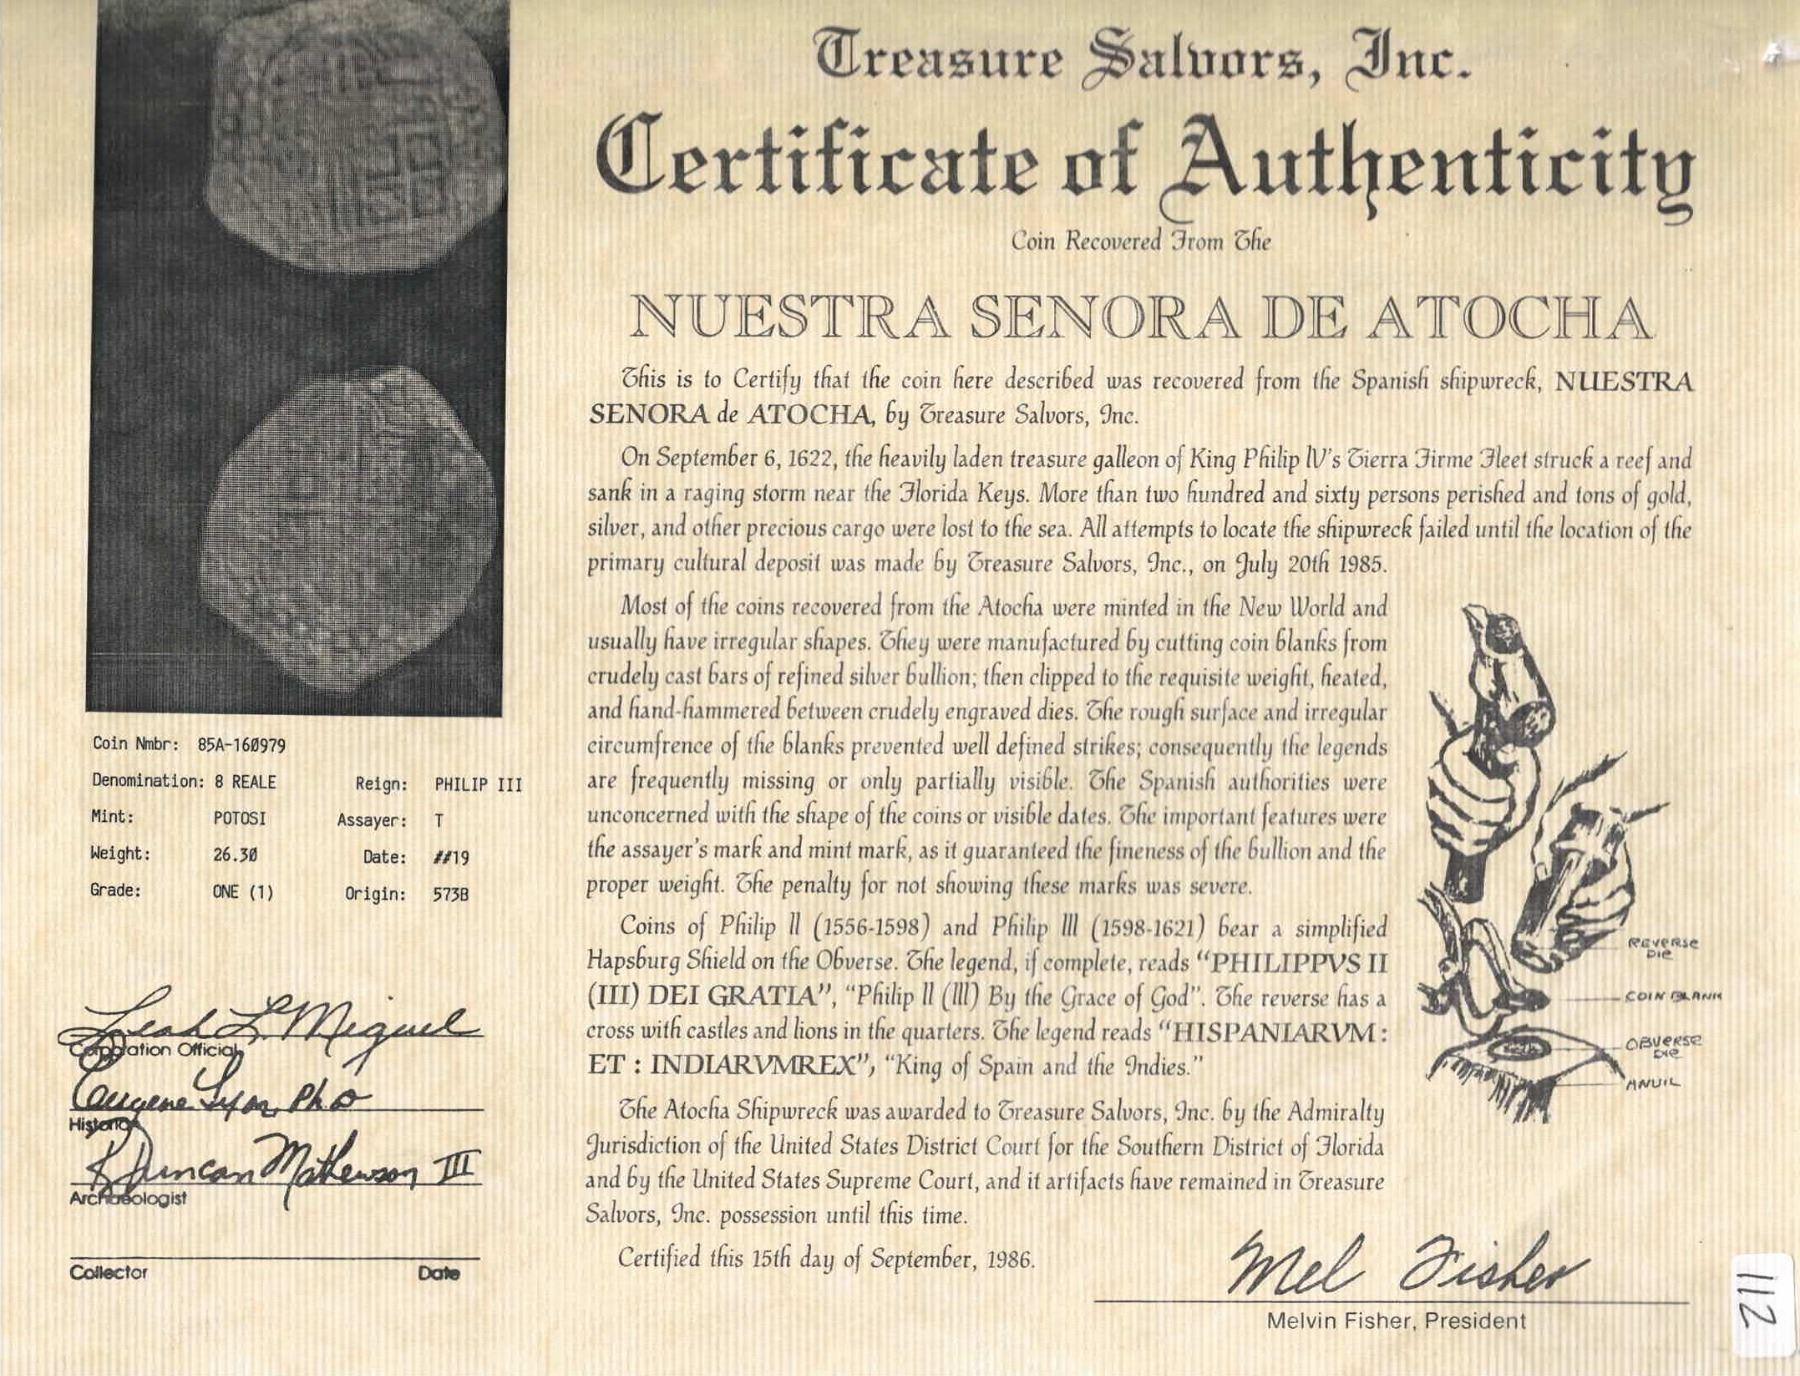 Treasure Salvors, Inc.
Certificate of Authenticity
Coin Recovered From The
NUESTRA SENORA DE ATOCHA
This is to Certify that the coin here described was recovered from the Spanish shipwreck, NUESTRA
SENORA de ATOCHA, by Treasure Salvors, Inc.
On September 6, 1622, the heavily laden treasure galleon of King Philip IV's Tierra Firme Fleet struck a reef and
sank in a raging storm near the Florida Keys. More than two hundred and sixty persons perished and tons of gold,
silver, and other precious cargo were lost to the sea. All attempts to locate the shipwreck failed until the location of the
primary cultural deposit was made by Treasure Salvors, Inc., on July 20th 1985.
Most of the coins recovered from the Atocha were minted in the New World and
usually have irregular shapes. They were manufactured by cutting coin blanks from
crudely cast bars of refined silver bullion; then clipped to the requisite weight, heated,
and hand-hammered between crudely engraved dies. The rough surface and irregular
circumfrence of the blanks prevented well defined strikes; consequently the legends
are frequently missing or only partially visible. The Spanish authorities were
unconcerned with the shape of the coins or visible dates. The important features were
the assayer's mark and mint mark, as it guaranteed the fineness of the bullion and the
proper weight. The penalty for not showing these marks was severe.
Coins of Philip II (1556-1598) and Philip III (1598-1621) bear a simplified
Hapsburg Shield on the Obverse. The legend, if complete, reads "PHILIPPVS II
(III) DEI GRATIA", "Philip II (III) By the Grace of God". The reverse has a
cross with castles and lions in the quarters. The legend reads "HISPANIARVM :
ET : INDIARVMREX", "King of Spain and the Indies."
The Atocha Shipwreck was awarded to Treasure Salvors, Inc. by the Admiralty
Jurisdiction of the United States District Court for the Southern District of Florida
and by the United States Supreme Court, and it artifacts have remained in Treasure
Salvors, Inc. possession until this time.
Certified this 15th day of September, 1986.
Mel Fisher
Melvin Fisher, President
REVERSE
DIE
COIN BLANK
OBVERSE
DIE
ANVIL
Coin Nmbr: 85A-160979
Denomination: 8 REALE Reign: PHILIP III
Mint: POTOSI Assayer: T
Weight: 26.30 Date: ##19
Grade: ONE (1) Origin: 573B
Leah L. Miguel
Corporation Official
Eugene Lyon, PhD
Historian
R Duncan Mathewson III
Archaeologist
Collector Date
112